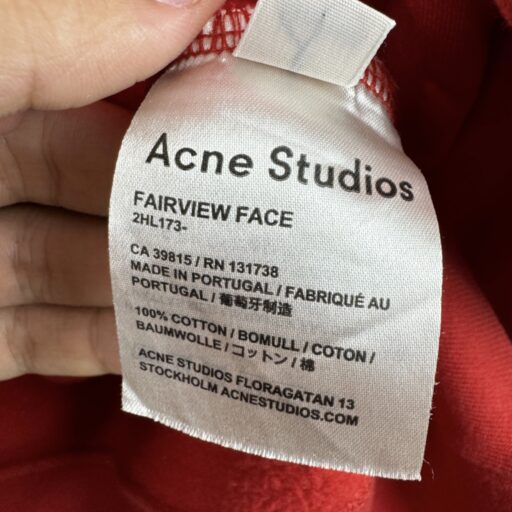 Acne Studios
FAIRVIEW FACE
2HL173-
CA 39815 / RN 131738
MADE IN PORTUGAL / FABRIQUÉ AU
PORTUGAL / 葡萄牙制造
100% COTTON / BOMULL / COTON /
BAUMWOLLE / コットン / 棉
ACNE STUDIOS FLORAGATAN 13
STOCKHOLM ACNESTUDIOS.COM